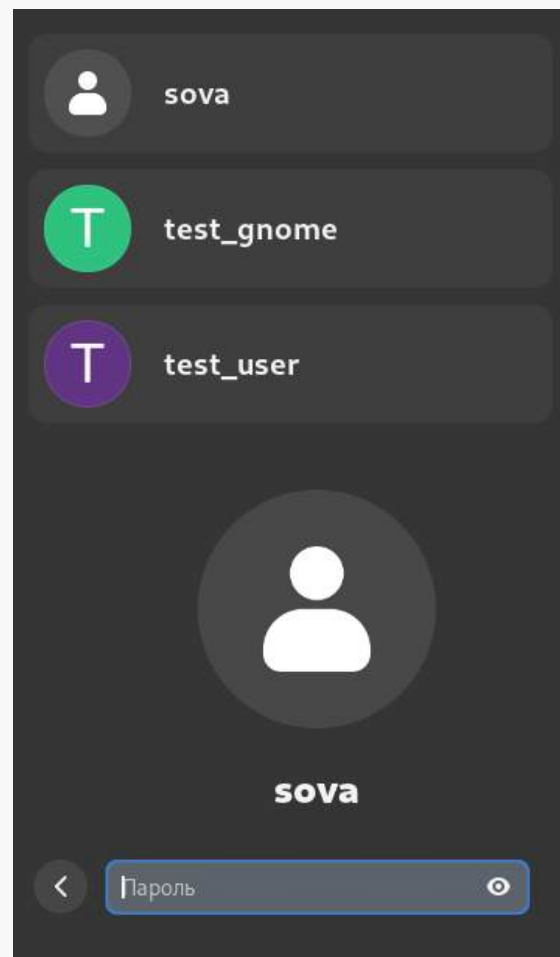 sova
T
test_gnome
T
test_user
sova
Пароль